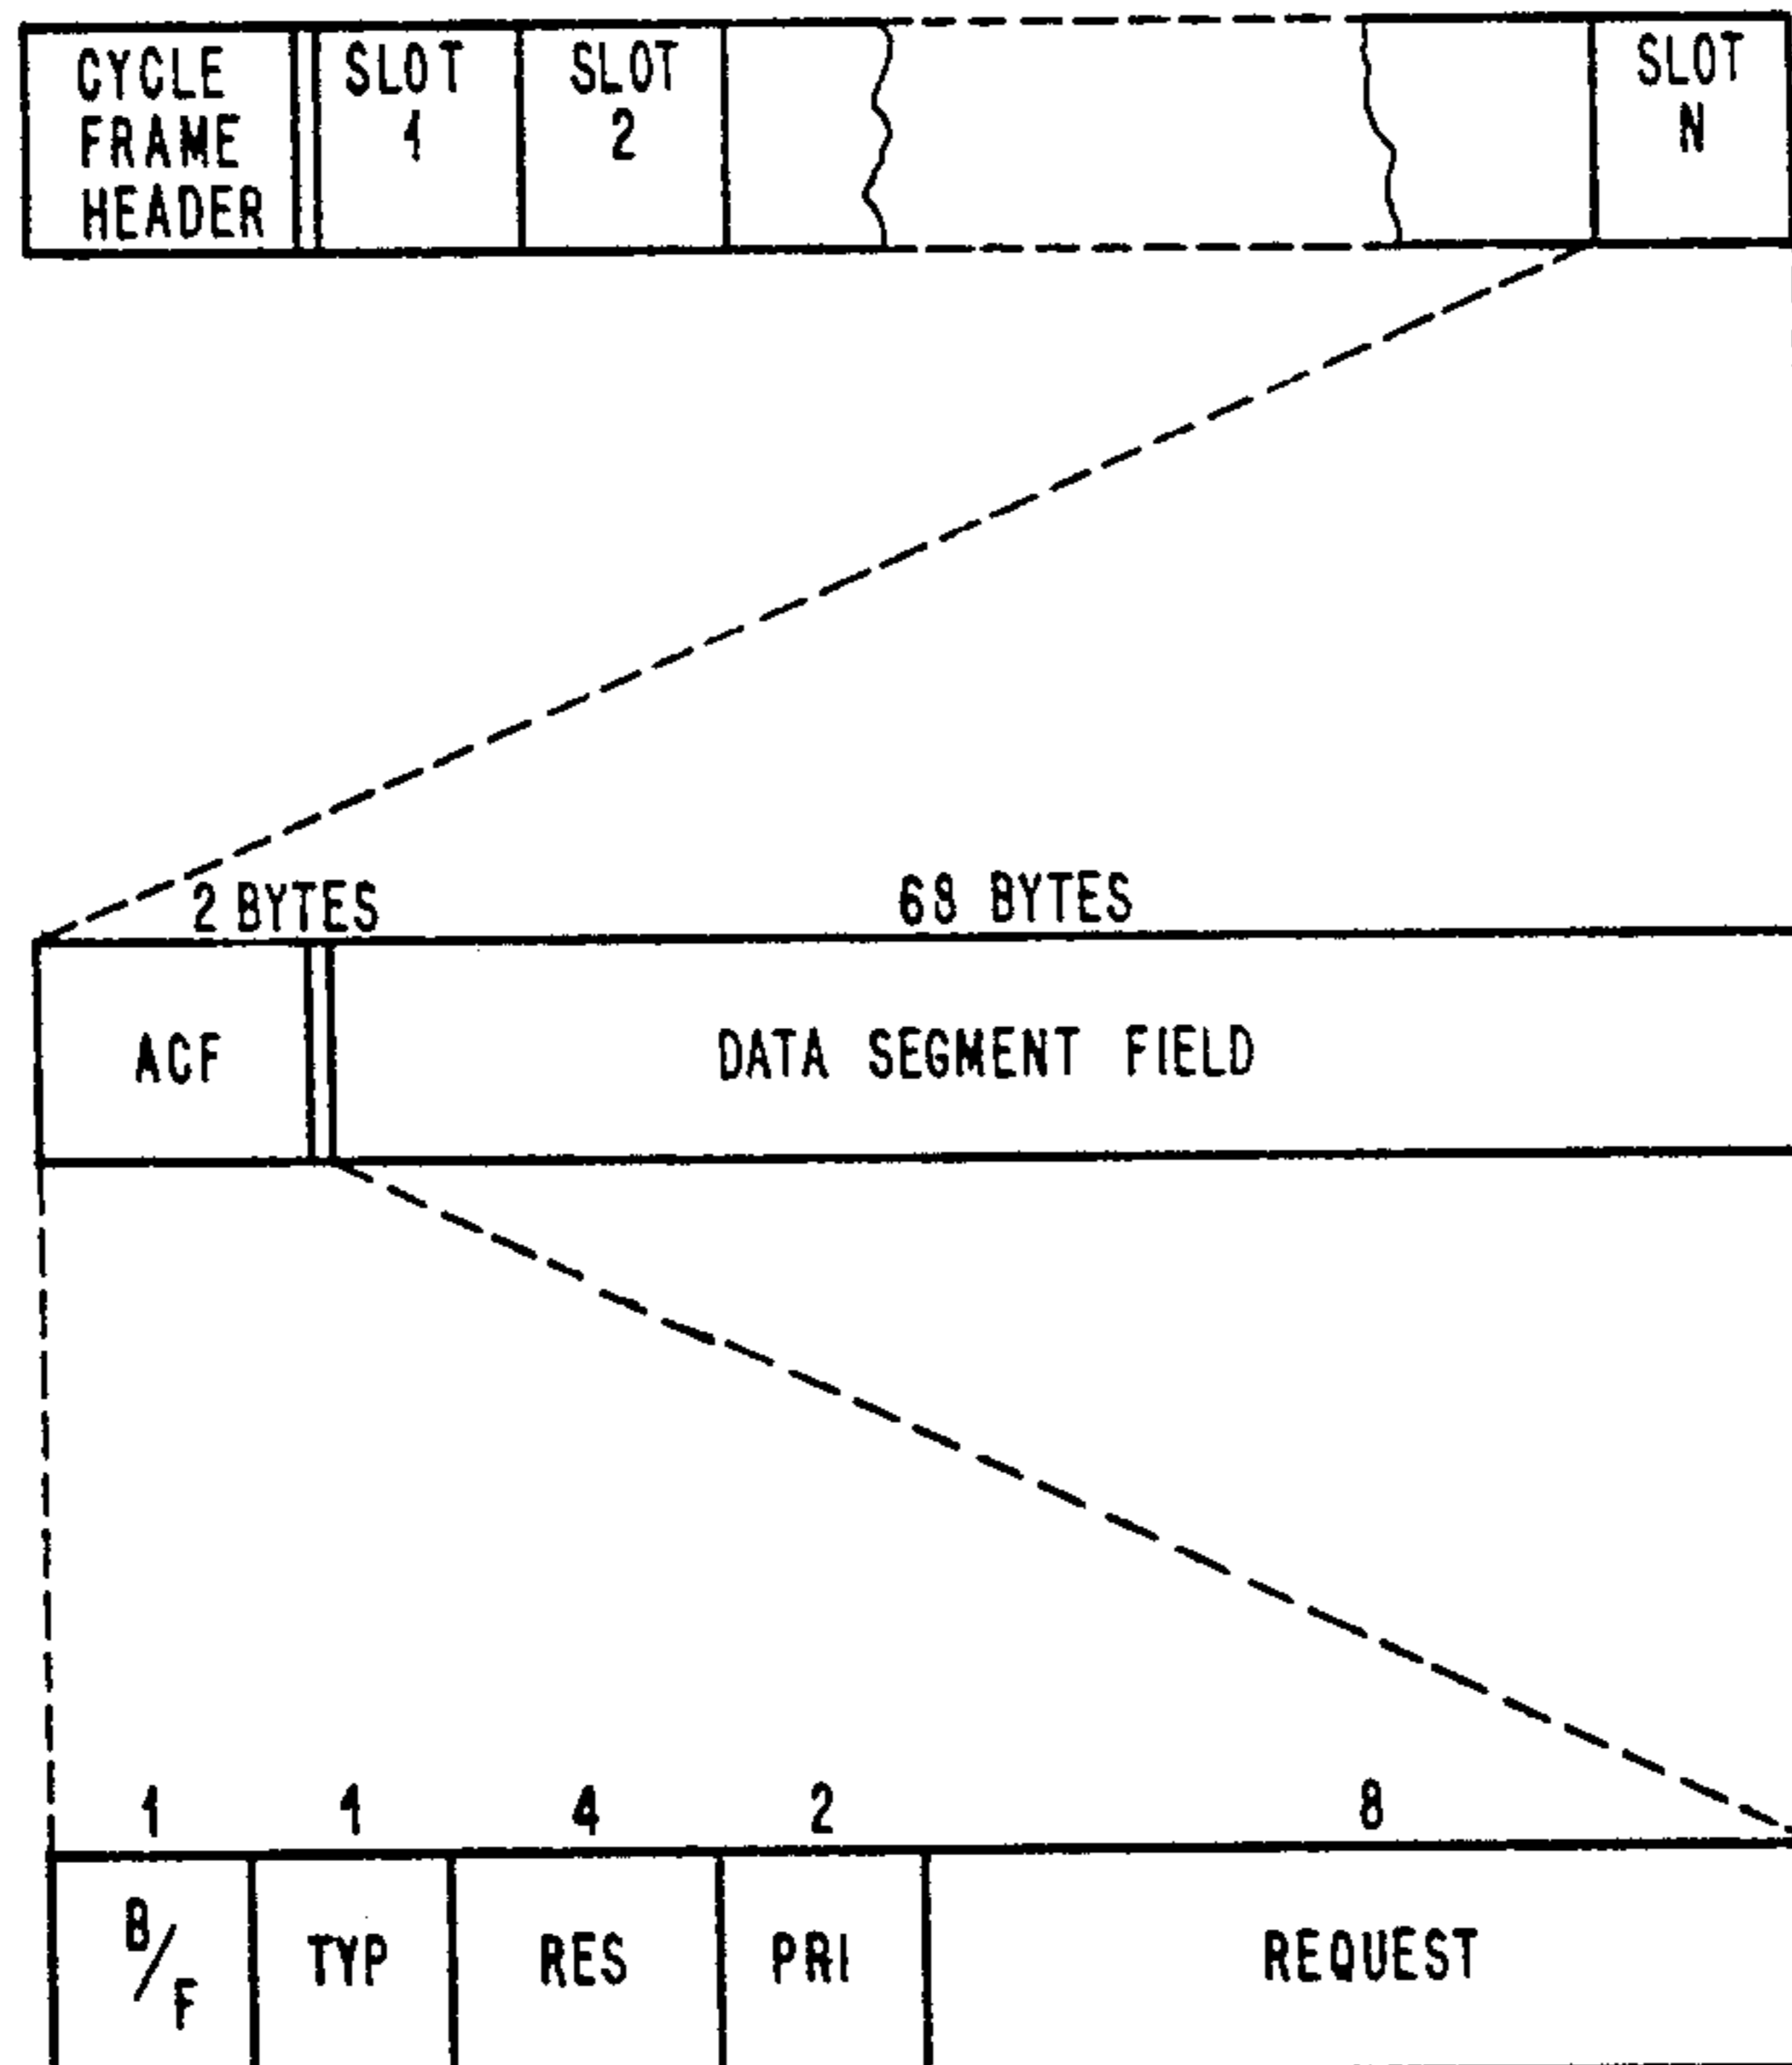 CYCLE
FRAME
HEADER
SLOT
1
SLOT
2
SLOT
N
2 BYTES
68 BYTES
ACF
DATA SEGMENT FIELD
1
1
4
2
8
B/F
TYP
RES
PRI
REQUEST